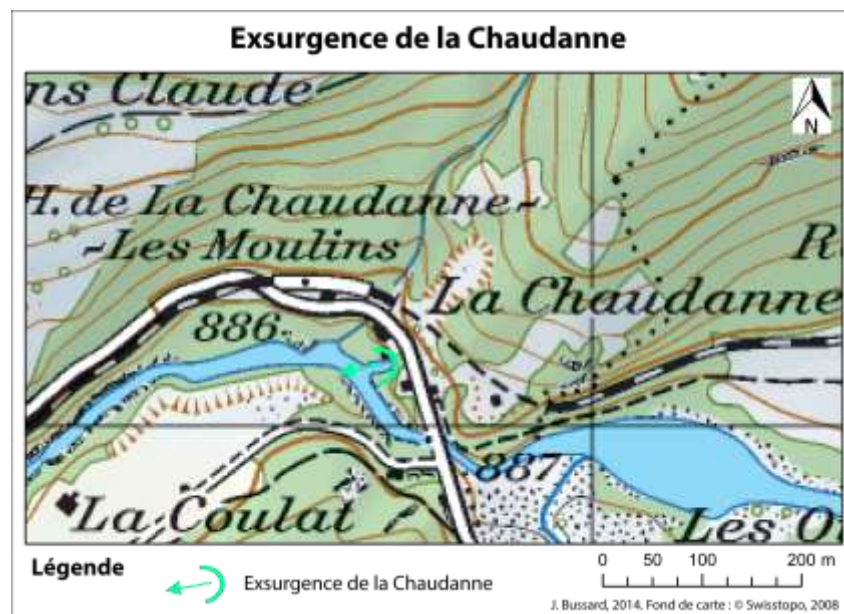 Exsurgence de la Chaudanne
ns Claude
N
H. de La Chaudanne-
-Les Moulins
La Chaudanne
R
886
887
La Coulat
Les O
Légende
Exsurgence de la Chaudanne
0 50 100 200 m
J. Bussard, 2014. Fond de carte : © Swisstopo, 2008